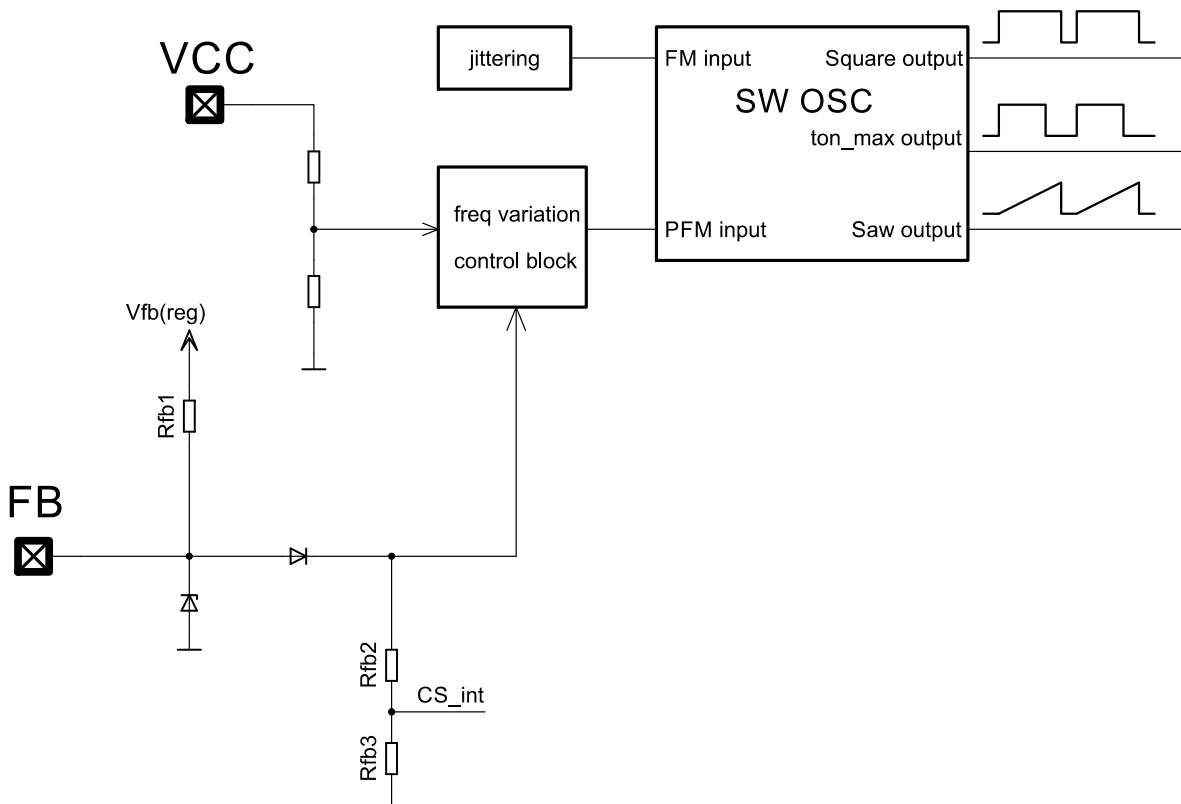 VCC
jittering
FM input
Square output
SW OSC
ton_max output
freq variation
control block
PFM input
Saw output
Vfb(reg)
Rfb1
FB
Rfb2
CS_int
Rfb3